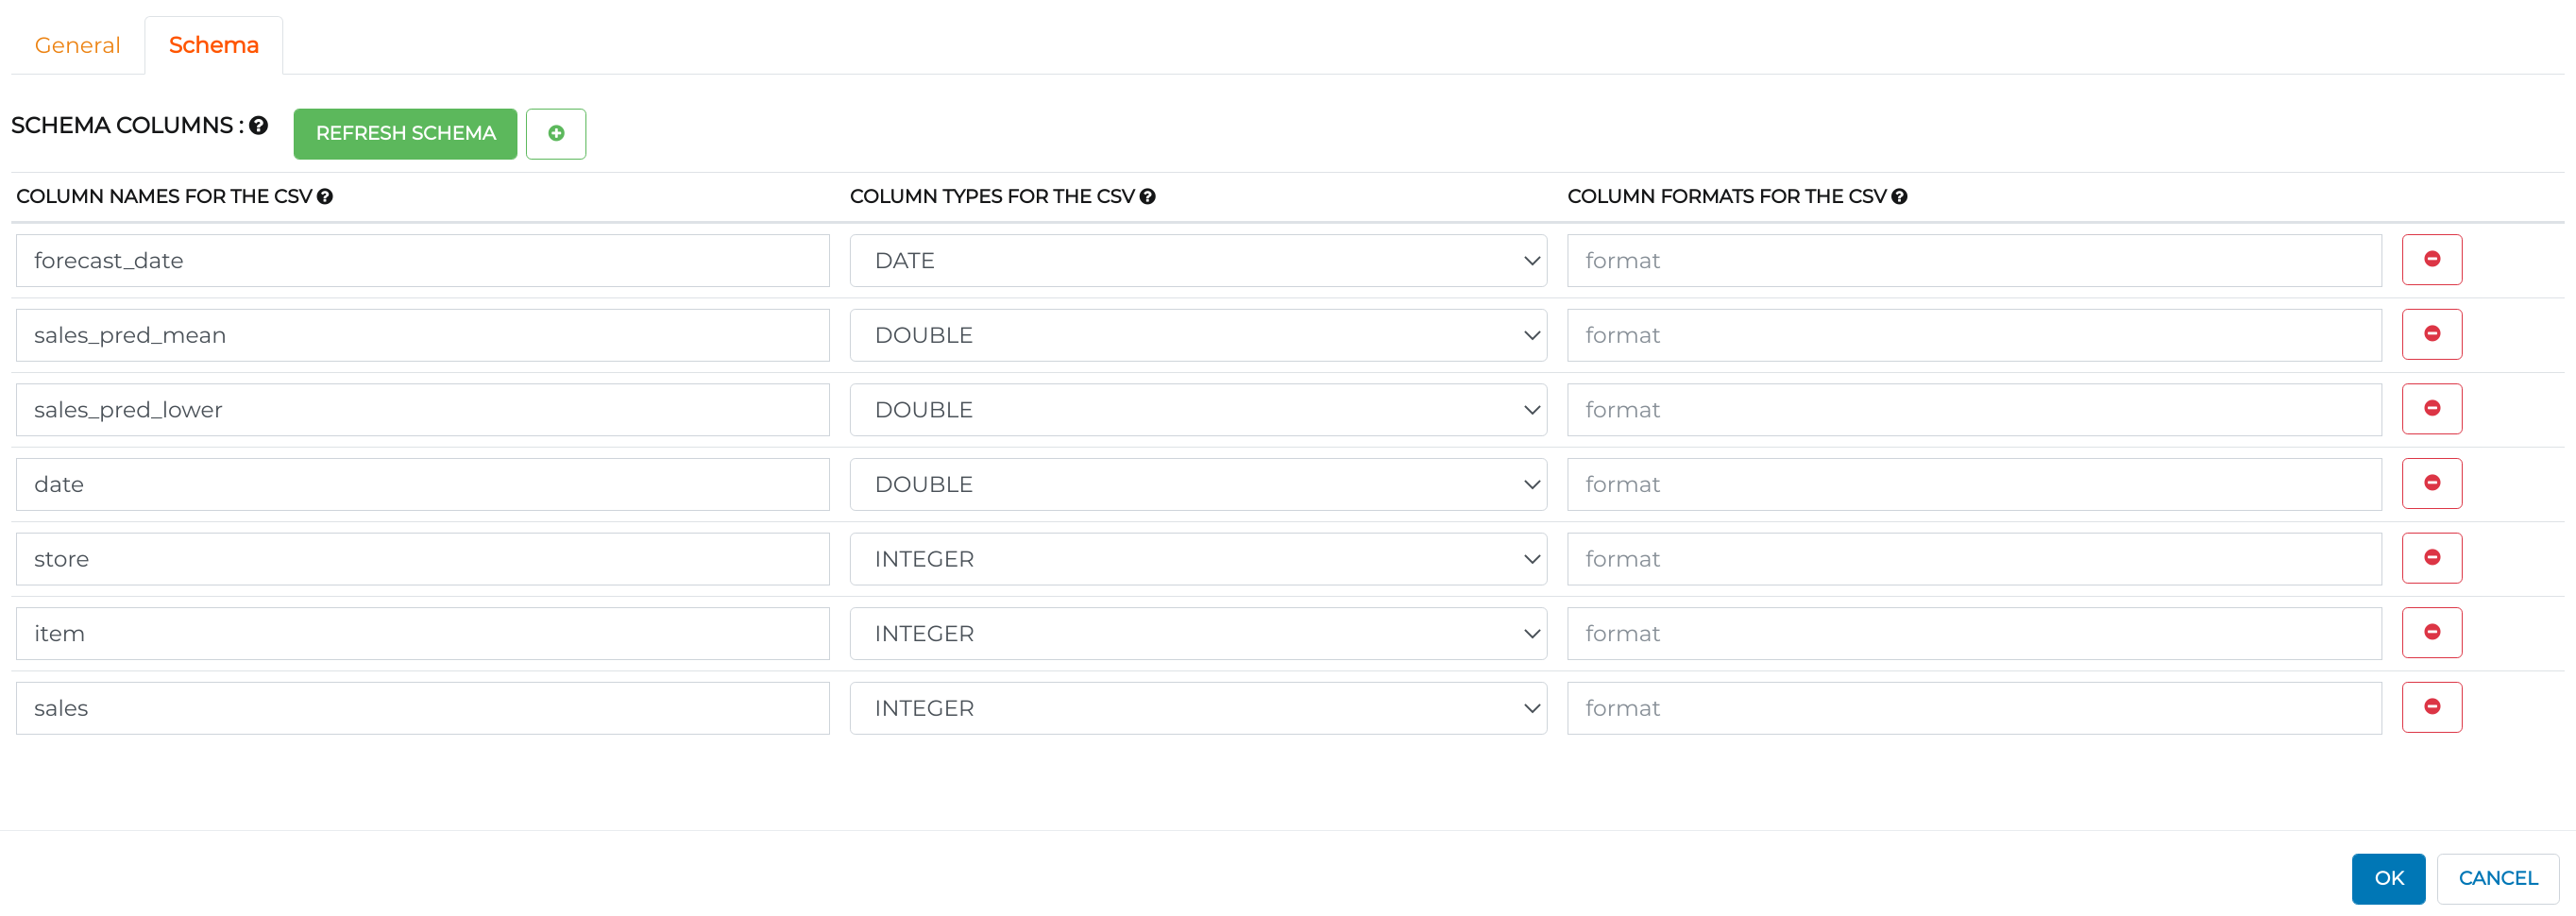 General Schema
SCHEMA COLUMNS : REFRESH SCHEMA
COLUMN NAMES FOR THE CSV COLUMN TYPES FOR THE CSV COLUMN FORMATS FOR THE CSV
forecast_date DATE format
sales_pred_mean DOUBLE format
sales_pred_lower DOUBLE format
date DOUBLE format
store INTEGER format
item INTEGER format
sales INTEGER format
OK CANCEL